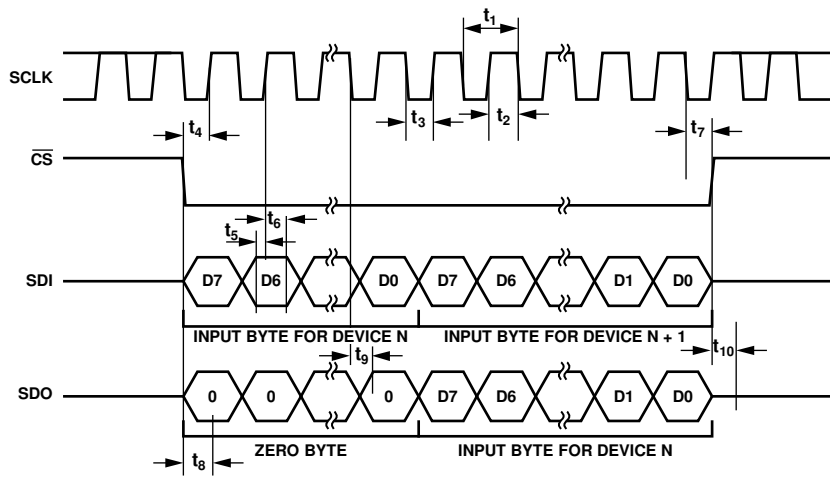 t1
SCLK
t4
t3
t2
t7
CS
t6
t5
SDI
D7 D6 D0 D7 D6 D1 D0
INPUT BYTE FOR DEVICE N INPUT BYTE FOR DEVICE N + 1
t9
t10
SDO
0 0 0 D7 D6 D1 D0
ZERO BYTE INPUT BYTE FOR DEVICE N
t8